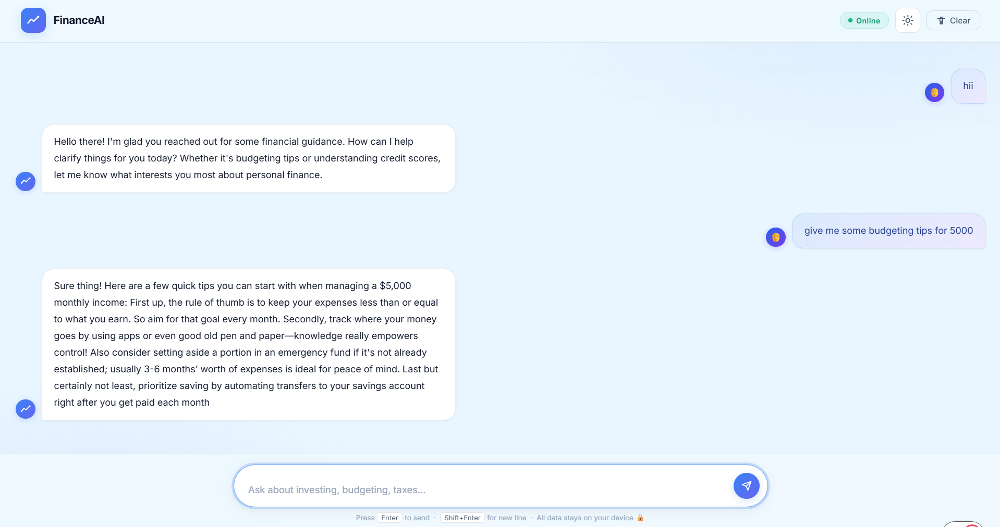 FinanceAI
Online
Clear
hii
Hello there! I'm glad you reached out for some financial guidance. How can I help
clarify things for you today? Whether it's budgeting tips or understanding credit scores,
let me know what interests you most about personal finance.
give me some budgeting tips for 5000
Sure thing! Here are a few quick tips you can start with when managing a $5,000
monthly income: First up, the rule of thumb is to keep your expenses less than or equal
to what you earn. So aim for that goal every month. Secondly, track where your money
goes by using apps or even good old pen and paper—knowledge really empowers
control! Also consider setting aside a portion in an emergency fund if it's not already
established; usually 3-6 months’ worth of expenses is ideal for peace of mind. Last but
certainly not least, prioritize saving by automating transfers to your savings account
right after you get paid each month
Ask about investing, budgeting, taxes...
Press Enter to send · Shift+Enter for new line · All data stays on your device 🔒